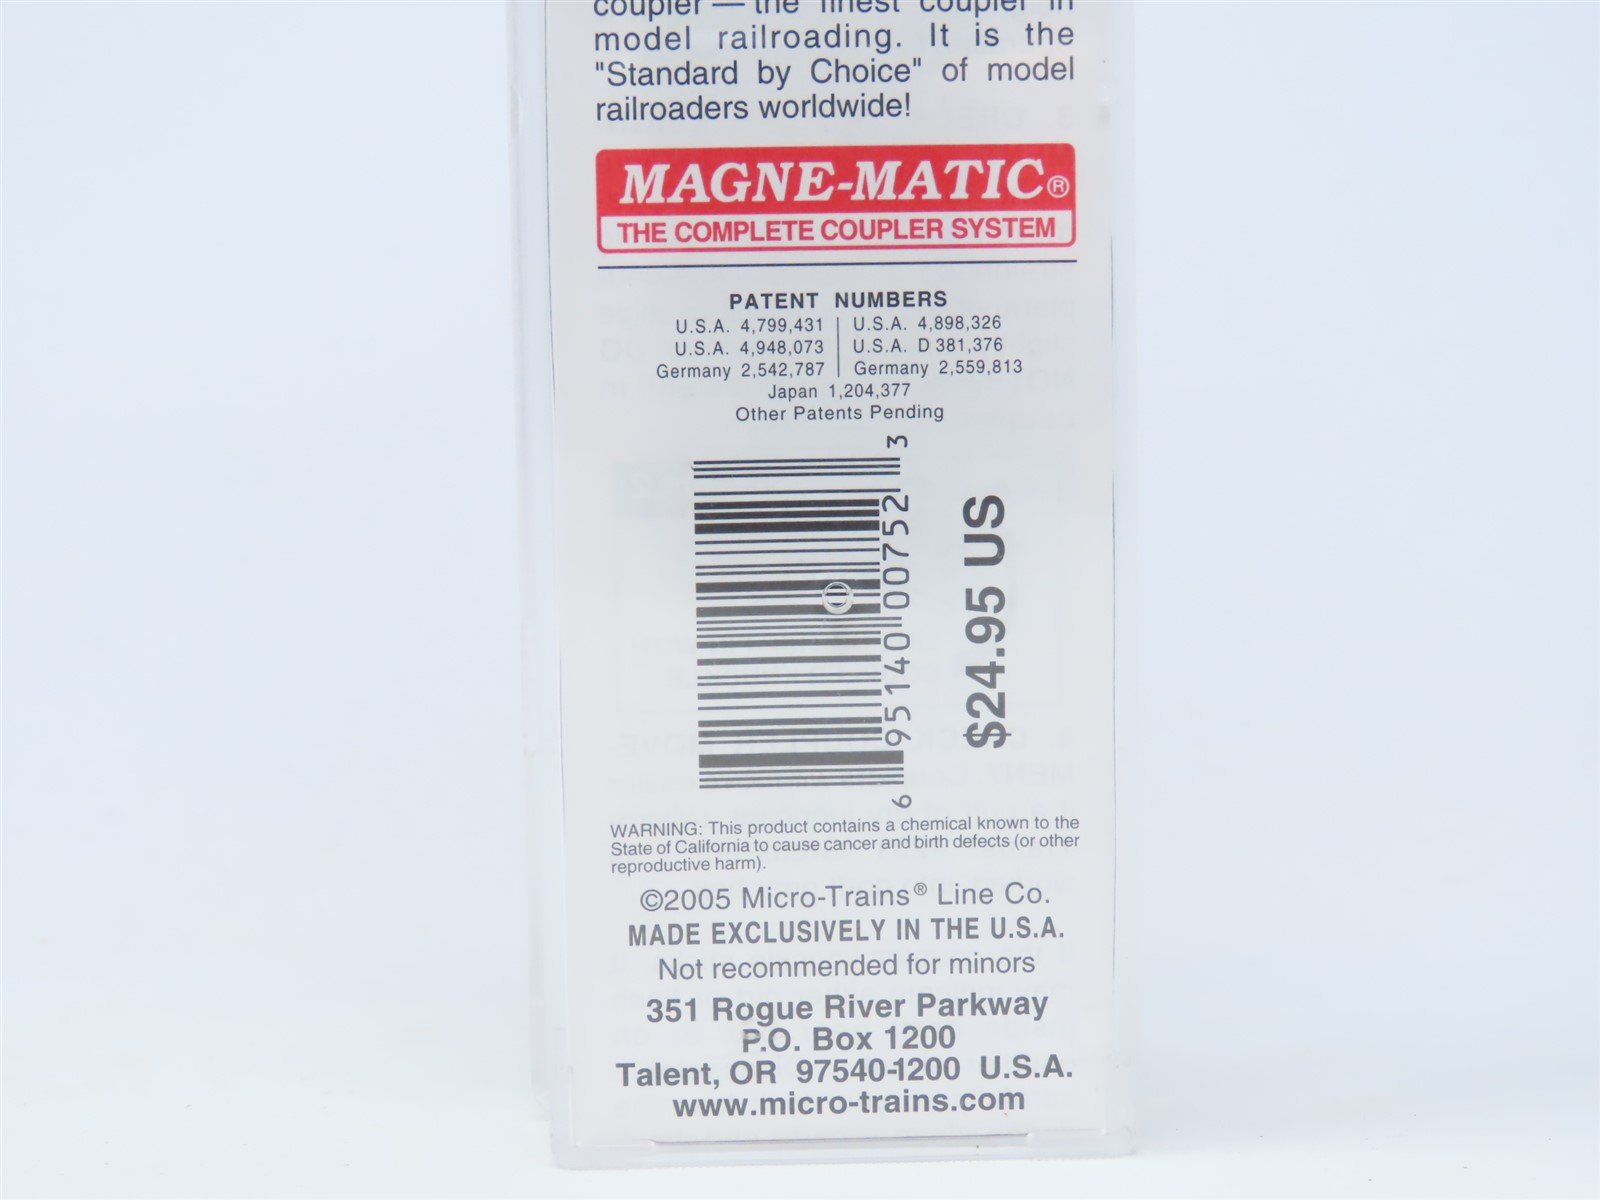 coupler — the finest coupler in
model railroading. It is the
"Standard by Choice" of model
railroaders worldwide!
MAGNE-MATIC®
THE COMPLETE COUPLER SYSTEM
PATENT NUMBERS
U.S.A. 4,799,431 | U.S.A. 4,898,326
U.S.A. 4,948,073 | U.S.A. D 381,376
Germany 2,542,787 | Germany 2,559,813
Japan 1,204,377
Other Patents Pending
6 95140 00752 3
$24.95 US
WARNING: This product contains a chemical known to the
State of California to cause cancer and birth defects (or other
reproductive harm).
©2005 Micro-Trains® Line Co.
MADE EXCLUSIVELY IN THE U.S.A.
Not recommended for minors
351 Rogue River Parkway
P.O. Box 1200
Talent, OR 97540-1200 U.S.A.
www.micro-trains.com